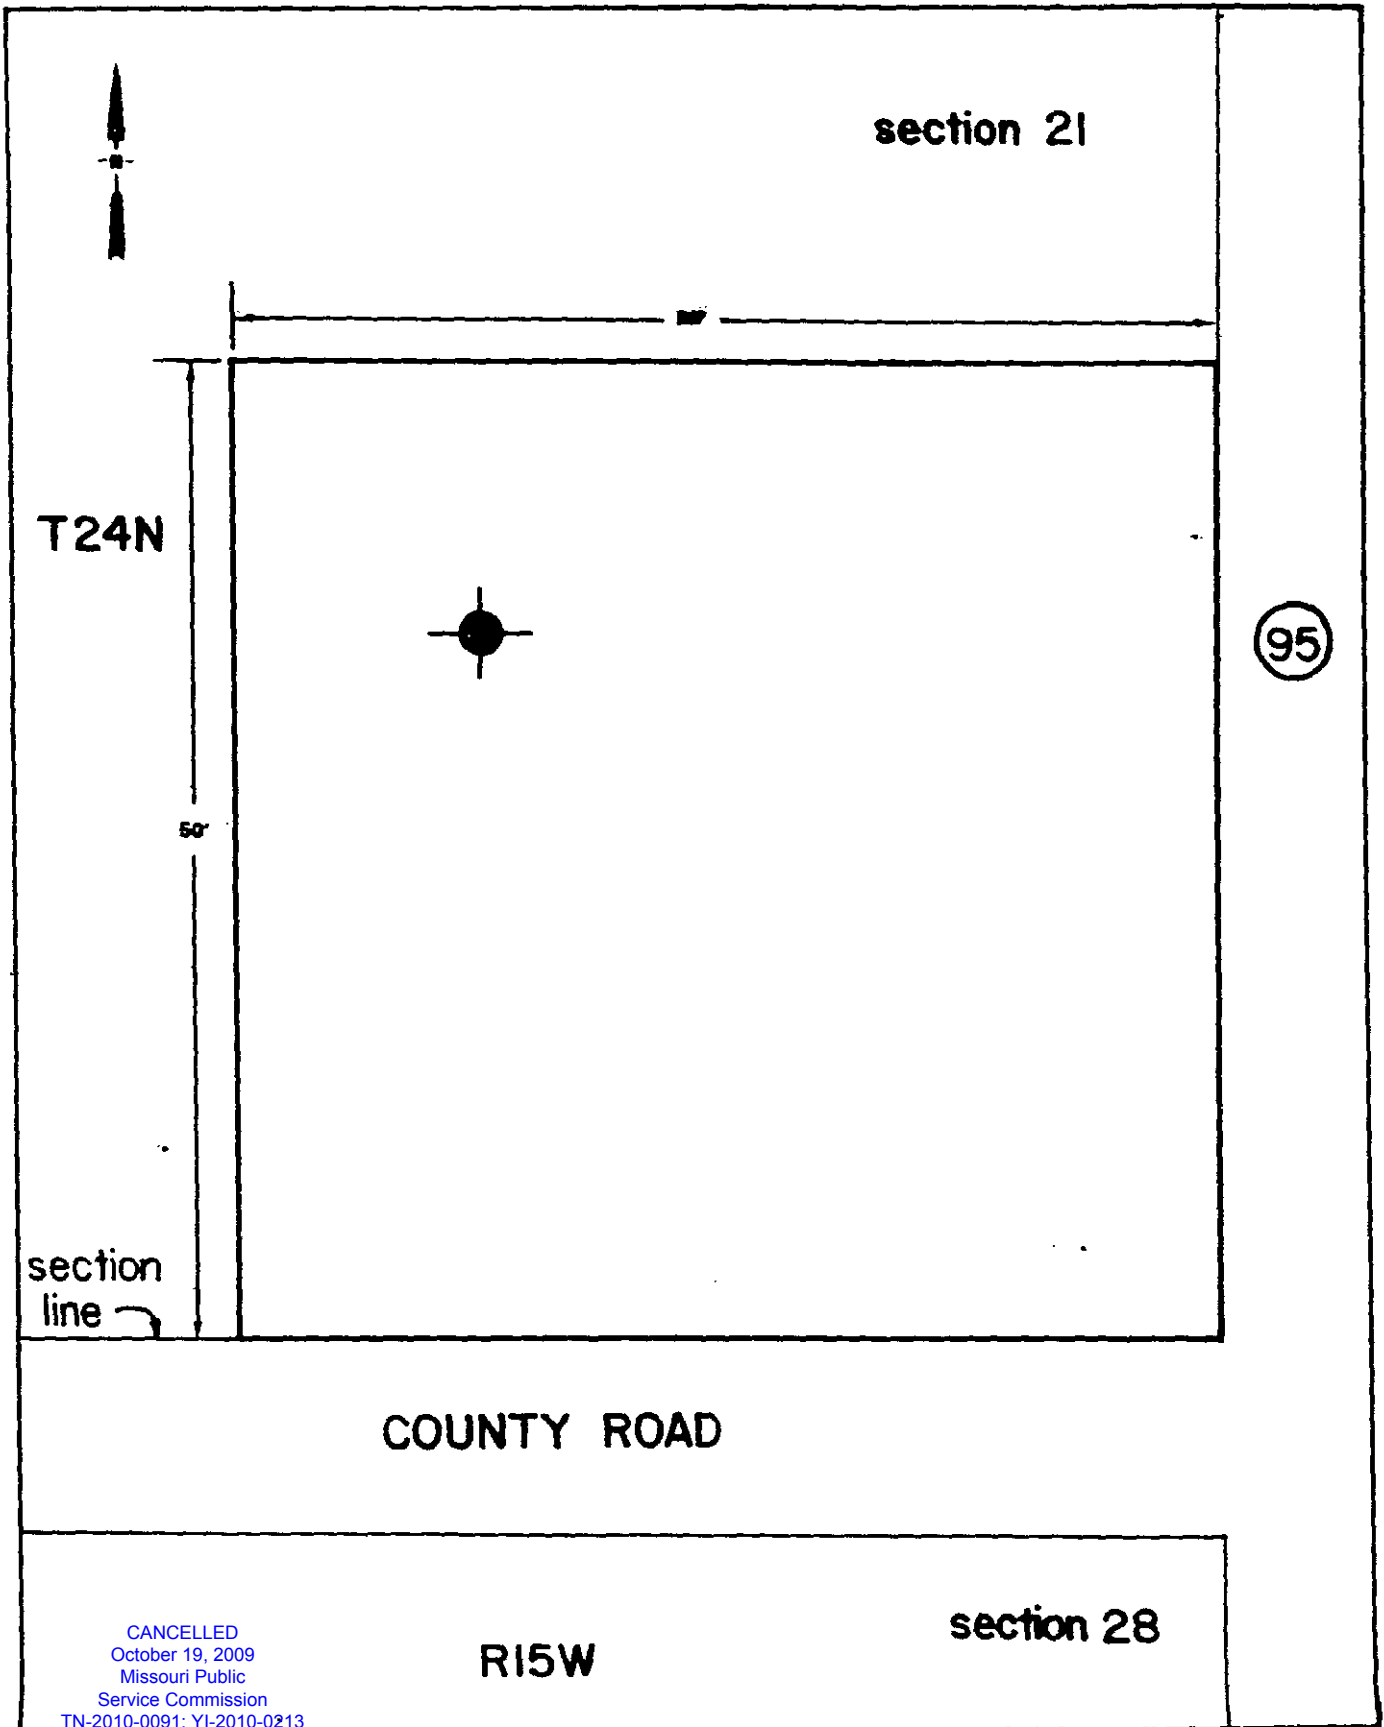 section 21
T24N
95
50'
section
line
COUNTY ROAD
section 28
R15W
CANCELLED
October 19, 2009
Missouri Public
Service Commission
TN-2010-0091; YI-2010-0213